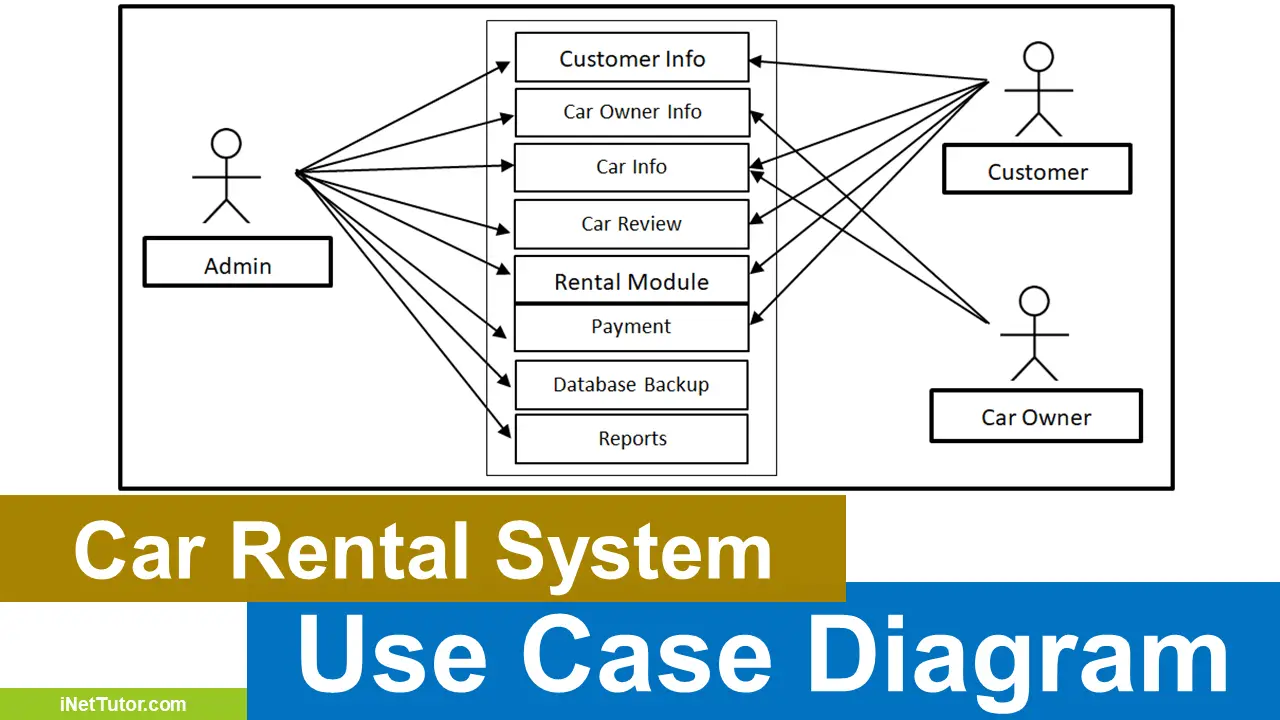 Customer Info
Car Owner Info
Car Info
Car Review
Rental Module
Payment
Database Backup
Reports
Admin
Customer
Car Owner
Car Rental System
Use Case Diagram
iNetTutor.com